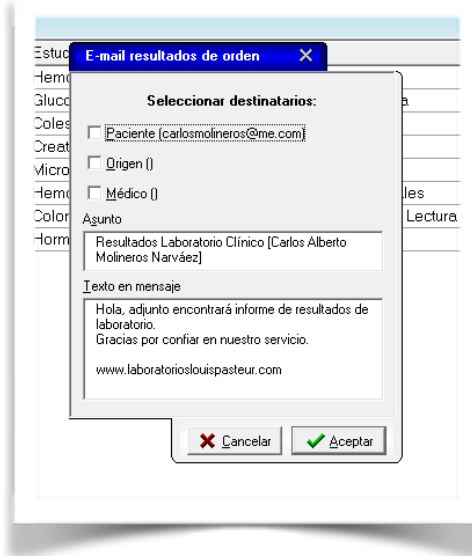 Estud
E-mail resultados de orden
Hemo
Gluco
a
Coles
Creat
Micro
Hemo
les
Color
Lectura
Horm
Seleccionar destinatarios:
Paciente (carlosmolineros@me.com)
Origen ()
Médico ()
Asunto
Resultados Laboratorio Clínico [Carlos Alberto
Molineros Narváez]
Texto en mensaje
Hola, adjunto encontrará informe de resultados de
laboratorio.
Gracias por confiar en nuestro servicio.
www.laboratorioslouispasteur.com
Cancelar
Aceptar